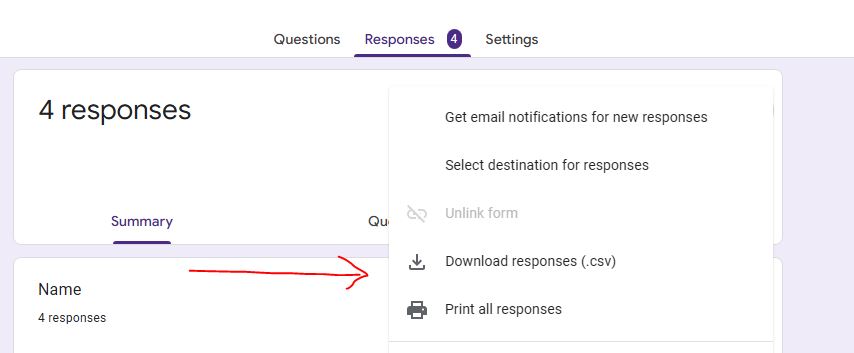 Questions Responses 4 Settings
4 responses
Get email notifications for new responses
Select destination for responses
Unlink form
Summary
Download responses (.csv)
Name
Print all responses
4 responses